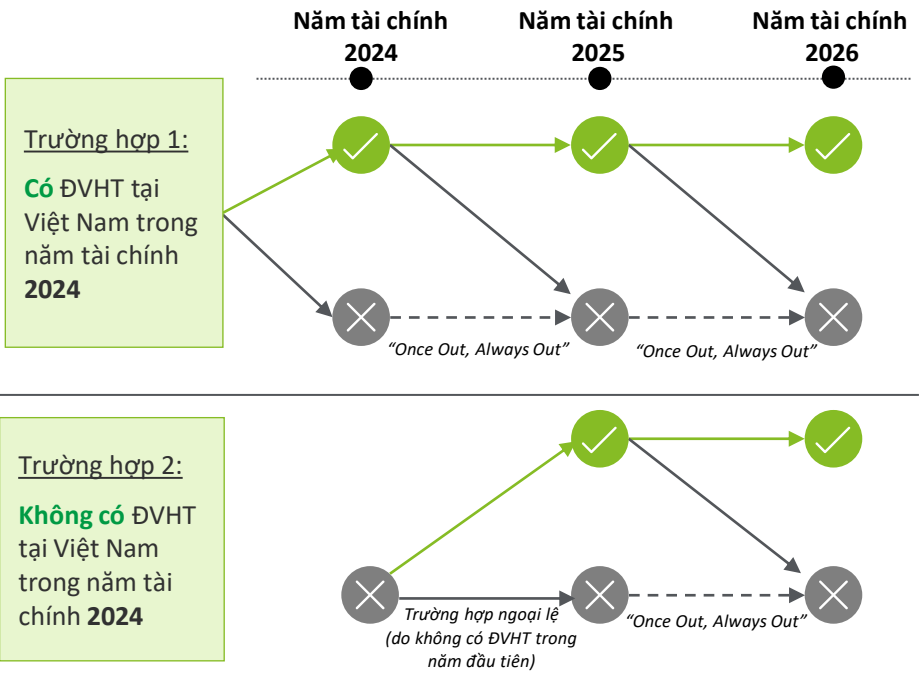 Năm tài chính
2024
Năm tài chính
2025
Năm tài chính
2026
Trường hợp 1:
Có ĐVHT tại
Việt Nam trong
năm tài chính
2024
“Once Out, Always Out”
“Once Out, Always Out”
Trường hợp 2:
Không có ĐVHT
tại Việt Nam
trong năm tài
chính 2024
Trường hợp ngoại lệ
(do không có ĐVHT trong
năm đầu tiên)
“Once Out, Always Out”